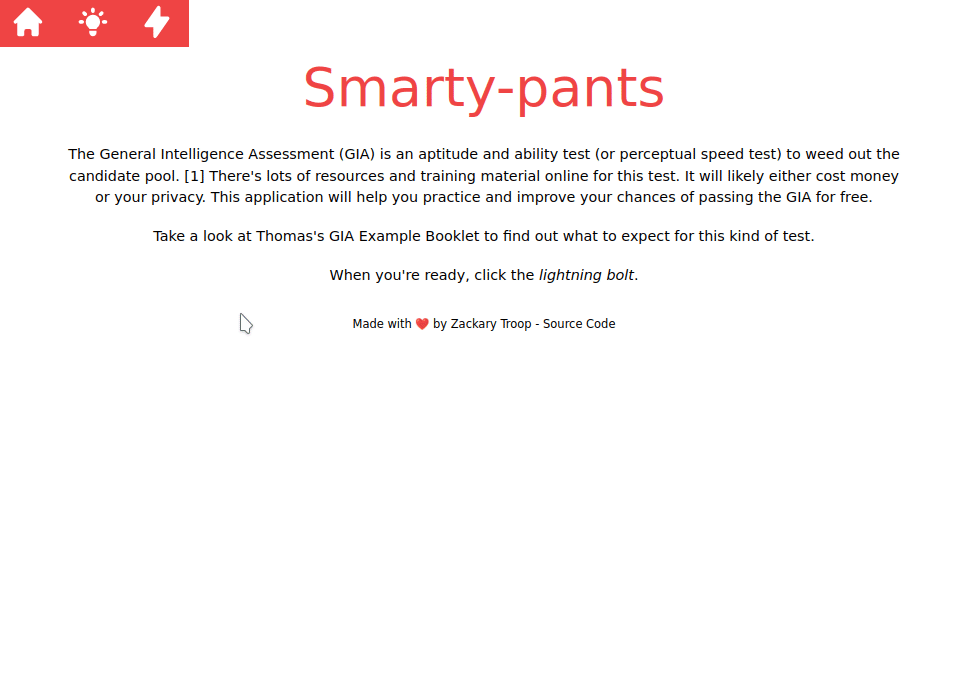 Smarty-pants
The General Intelligence Assessment (GIA) is an aptitude and ability test (or perceptual speed test) to weed out the
candidate pool. [1] There's lots of resources and training material online for this test. It will likely either cost money
or your privacy. This application will help you practice and improve your chances of passing the GIA for free.
Take a look at Thomas's GIA Example Booklet to find out what to expect for this kind of test.
When you're ready, click the lightning bolt.
Made with ❤️ by Zackary Troop - Source Code